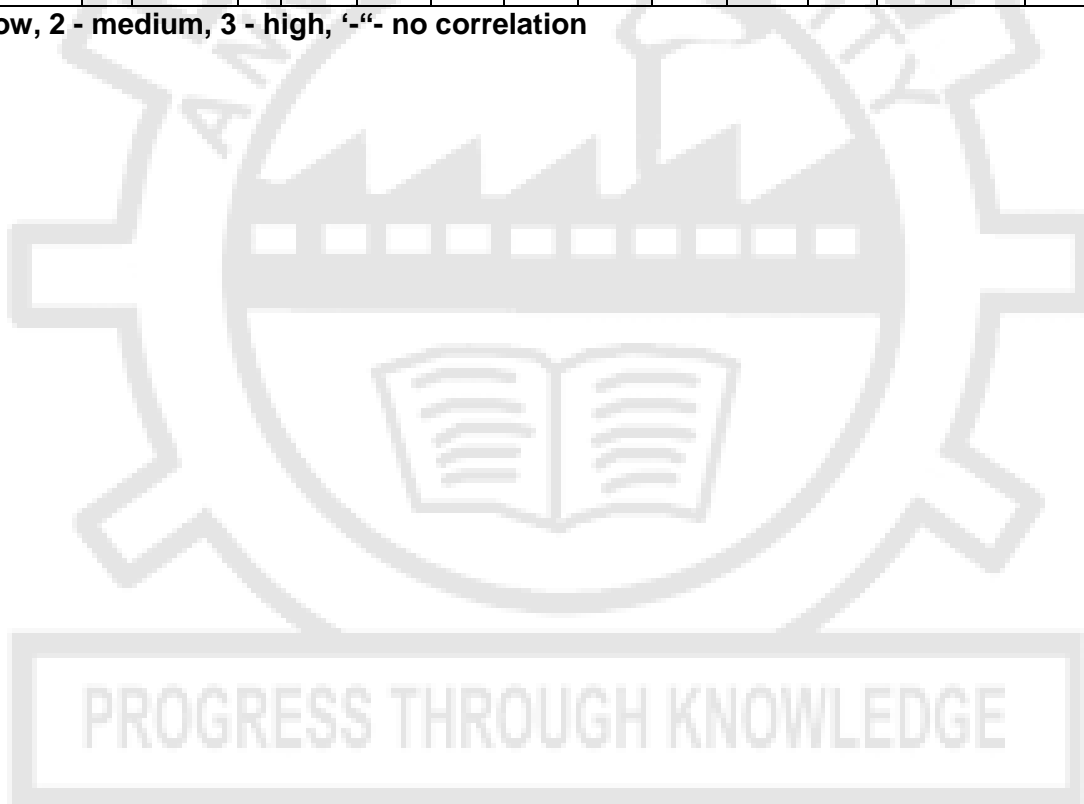 ow, 2 - medium, 3 - high, ‘-“- no correlation
PROGRESS THROUGH KNOWLEDGE